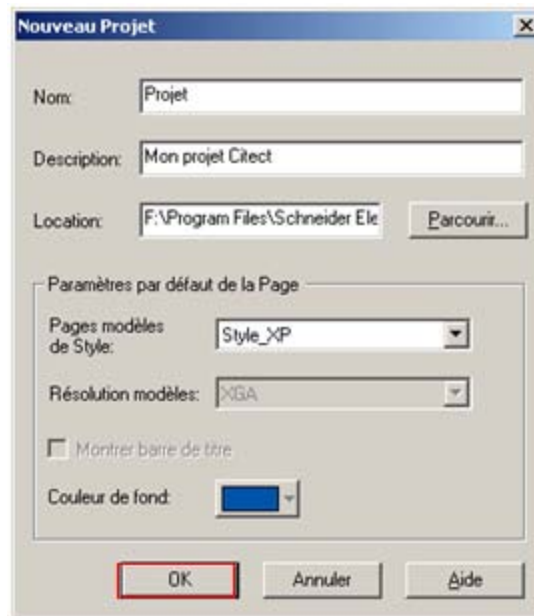 Nouveau Projet
Nom: Projet
Description: Mon projet Citect
Location: F:\Program Files\Schneider Ele Parcourir...
Paramètres par défaut de la Page
Pages modèles
de Style: Style_XP
Résolution modèles: XGA
Montrer barre de titre
Couleur de fond:
OK Annuler Aide